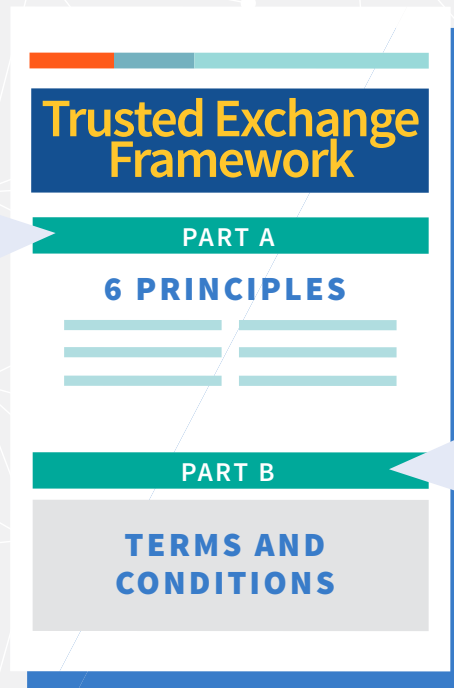 Trusted Exchange
Framework
PART A
6 PRINCIPLES
PART B
TERMS AND
CONDITIONS